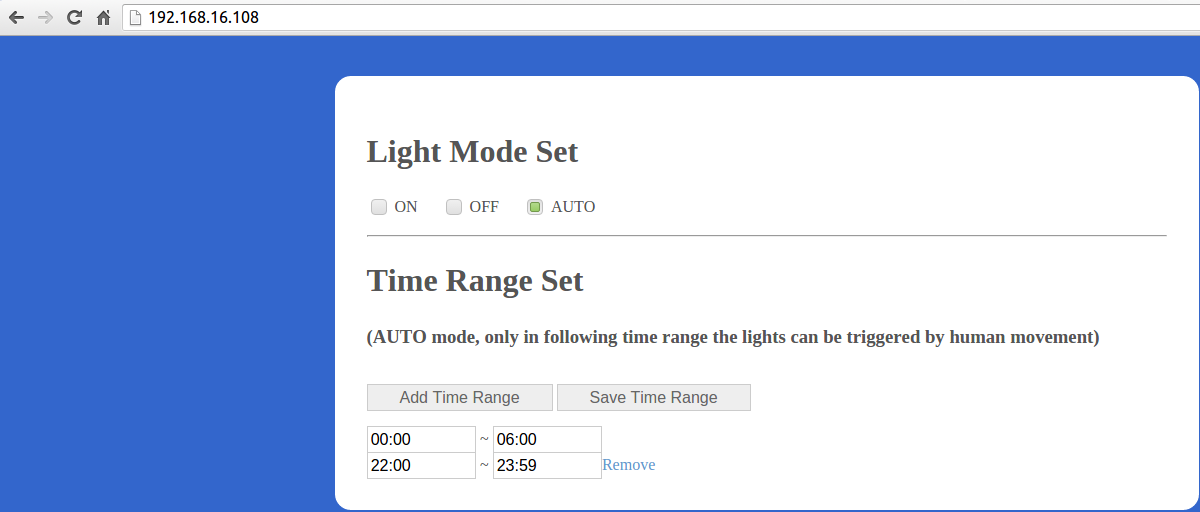 192.168.16.108
Light Mode Set
ON OFF AUTO
Time Range Set
(AUTO mode, only in following time range the lights can be triggered by human movement)
Add Time Range Save Time Range
00:00 ~ 06:00
22:00 ~ 23:59 Remove